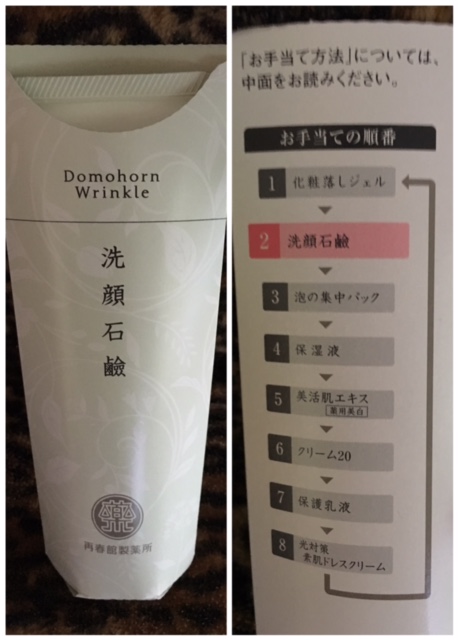 Domohorn
Wrinkle
洗顔石鹸
再春館製薬所
「お手当て方法」については、
中面をお読みください。
お手当ての順番
1 化粧落しジェル
2 洗顔石鹸
3 泡の集中パック
4 保湿液
5 美活肌エキス
薬用美白
6 クリーム20
7 保護乳液
8 光対策
素肌ドレスクリーム